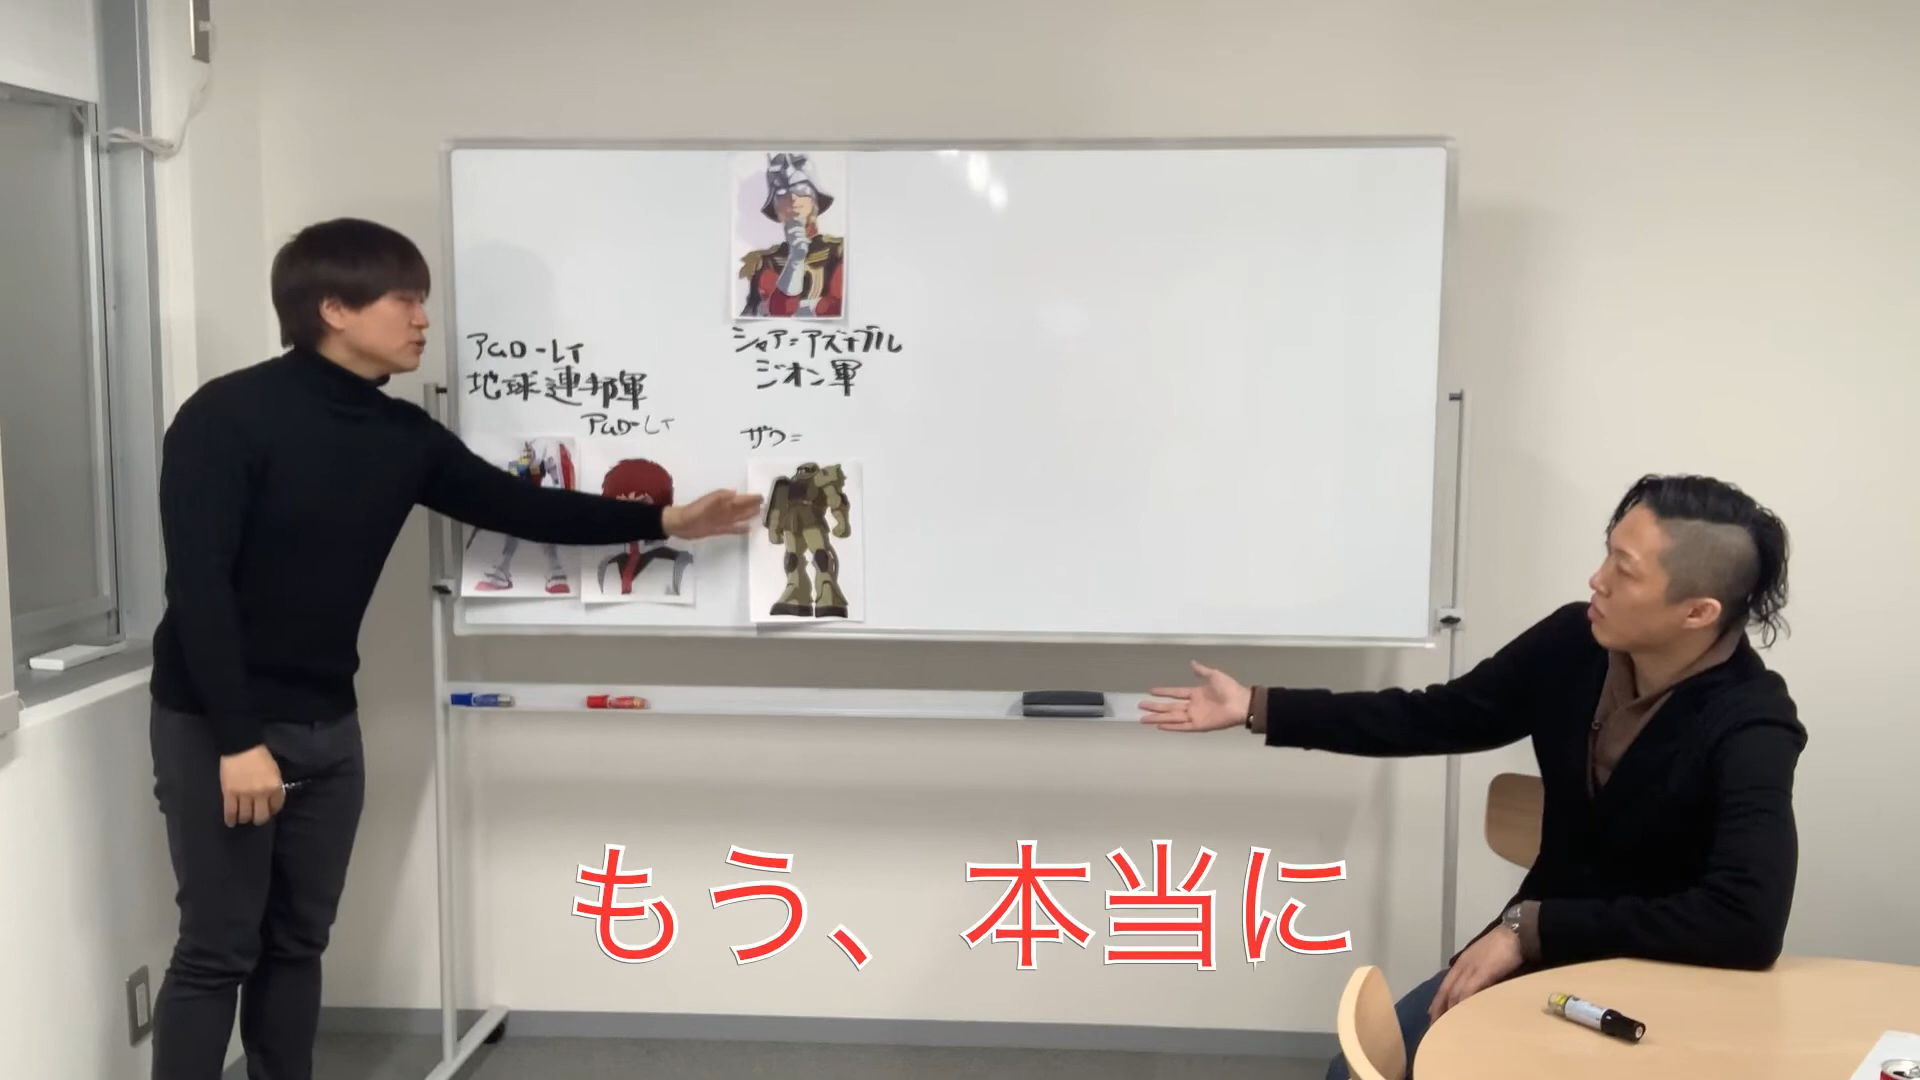 アムロ・レイ
地球連邦軍
アムロ・レイ
シャア=アズナブル
ジオン軍
ザク=
もう、本当に